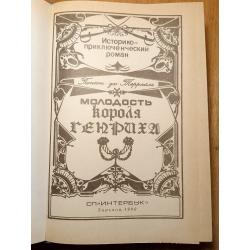 Историко-
приключенческий
роман
Понсон дю Террайль
МОЛОДОСТЬ
КОРОЛЯ
ГЕНРИХА
СП«ИНТЕРБУК»